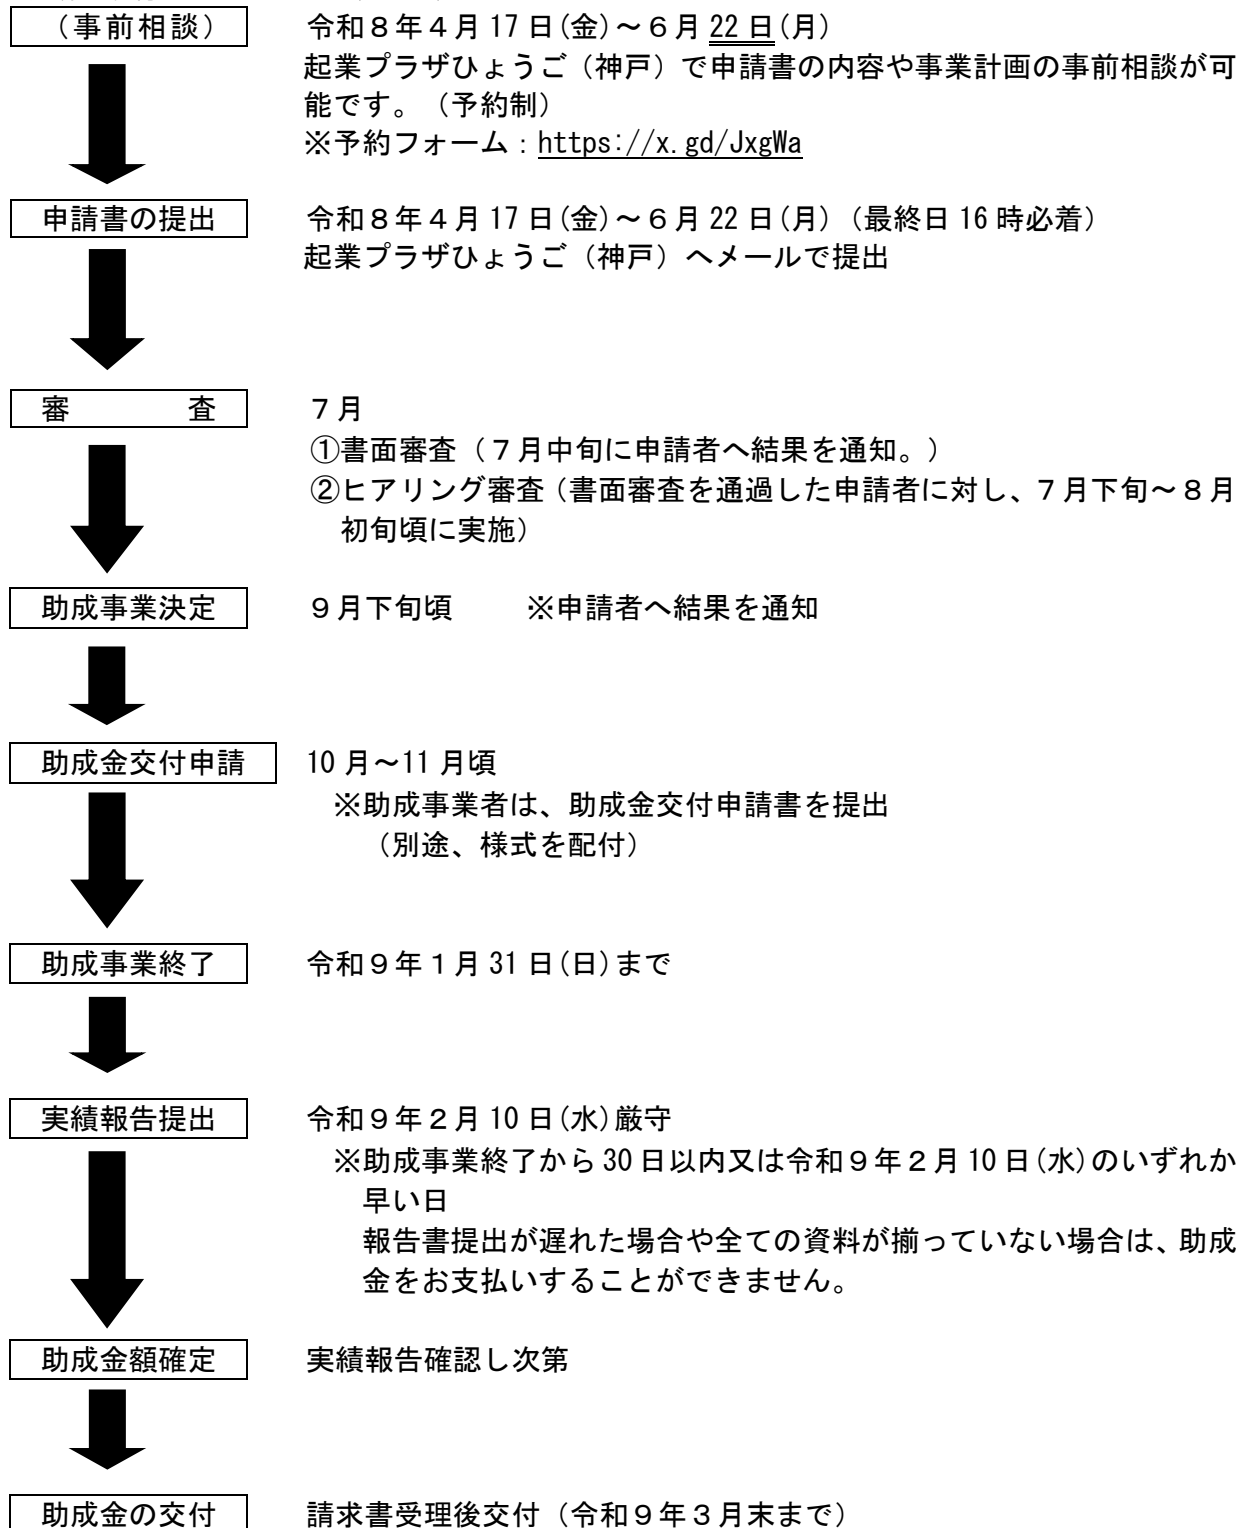 （事前相談）
令和８年４月 17 日(金)～６月 22 日(月)
起業プラザひょうご（神戸）で申請書の内容や事業計画の事前相談が可
能です。（予約制）
※予約フォーム：https://x.gd/JxgWa
申請書の提出
令和８年４月 17 日(金)～６月 22 日(月)（最終日 16 時必着）
起業プラザひょうご（神戸）へメールで提出
審　　　　査
７月
①書面審査（７月中旬に申請者へ結果を通知。）
②ヒアリング審査（書面審査を通過した申請者に対し、７月下旬～８月
初旬頃に実施）
助成事業決定
９月下旬頃　　※申請者へ結果を通知
助成金交付申請
10 月～11 月頃
※助成事業者は、助成金交付申請書を提出
（別途、様式を配付）
助成事業終了
令和９年１月 31 日(日)まで
実績報告提出
令和９年２月 10 日(水)厳守
※助成事業終了から 30 日以内又は令和９年２月 10 日(水)のいずれか
早い日
報告書提出が遅れた場合や全ての資料が揃っていない場合は、助成
金をお支払いすることができません。
助成金額確定
実績報告確認し次第
助成金の交付
請求書受理後交付（令和９年３月末まで）